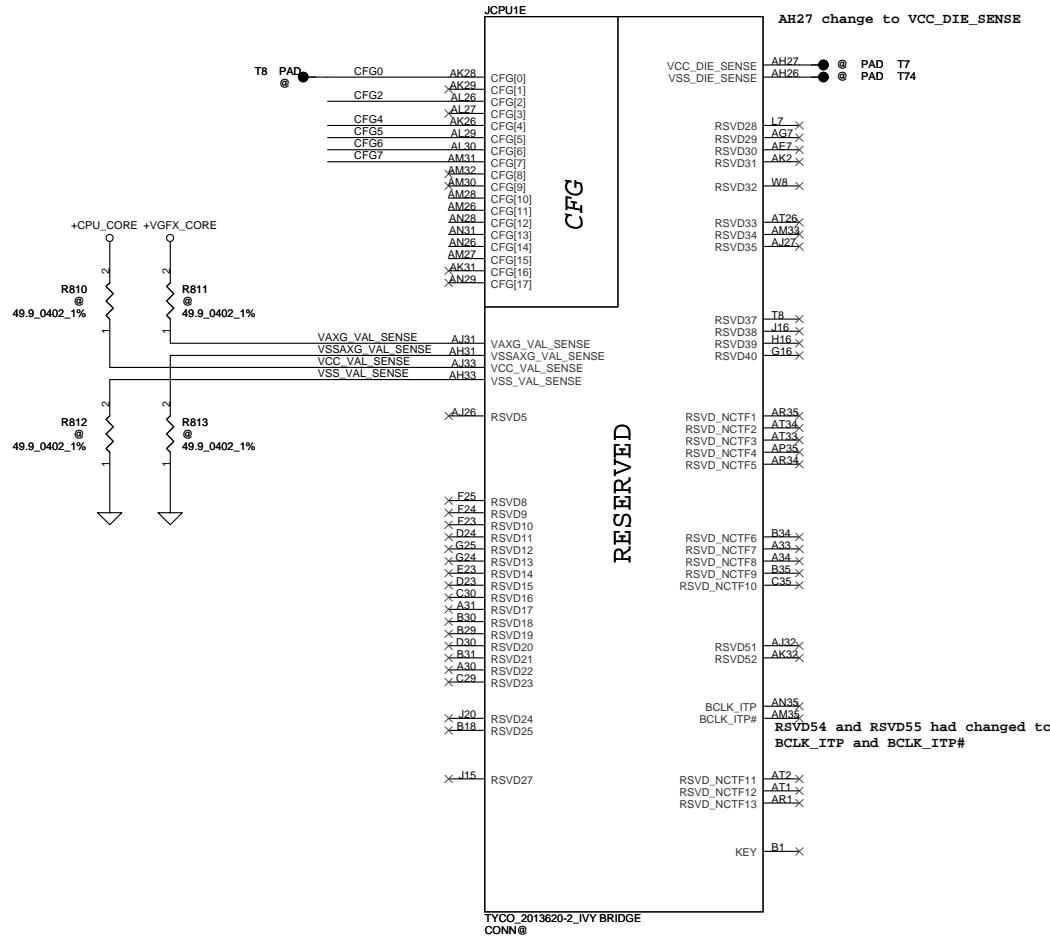 JCPU1E
AH27 change to VCC_DIE_SENSE
T8 PAD
@
CFG0 AK28 CFG[0]
AK29 CFG[1]
CFG2 AL26 CFG[2]
AL27 CFG[3]
CFG4 AK26 CFG[4]
CFG5 AL29 CFG[5]
CFG6 AL30 CFG[6]
CFG7 AM31 CFG[7]
AM32 CFG[8]
AM30 CFG[9]
AM28 CFG[10]
AM26 CFG[11]
AN28 CFG[12]
AN31 CFG[13]
AN26 CFG[14]
AM27 CFG[15]
AK31 CFG[16]
AN29 CFG[17]
CFG
VCC_DIE_SENSE AH27 @ PAD T7
VSS_DIE_SENSE AH26 @ PAD T74
RSVD28 L7
RSVD29 AG7
RSVD30 AE7
RSVD31 AK2
RSVD32 W8
RSVD33 AT26
RSVD34 AM33
RSVD35 AJ27
+CPU_CORE +VGFX_CORE
2 2
R810 R811
@ @
49.9_0402_1% 49.9_0402_1%
1 1
VAXG_VAL_SENSE AJ31 VAXG_VAL_SENSE
VSSAXG_VAL_SENSE AH31 VSSAXG_VAL_SENSE
VCC_VAL_SENSE AJ33 VCC_VAL_SENSE
VSS_VAL_SENSE AH33 VSS_VAL_SENSE
RSVD37 T8
RSVD38 J16
RSVD39 H16
RSVD40 G16
2 2
R812 R813
@ @
49.9_0402_1% 49.9_0402_1%
1 1
AJ26 RSVD5
RESERVED
RSVD_NCTF1 AR35
RSVD_NCTF2 AT34
RSVD_NCTF3 AT33
RSVD_NCTF4 AP35
RSVD_NCTF5 AR34
F25 RSVD8
F24 RSVD9
F23 RSVD10
D24 RSVD11
G25 RSVD12
G24 RSVD13
E23 RSVD14
D23 RSVD15
C30 RSVD16
A31 RSVD17
B30 RSVD18
B29 RSVD19
D30 RSVD20
B31 RSVD21
A30 RSVD22
C29 RSVD23
RSVD_NCTF6 B34
RSVD_NCTF7 A33
RSVD_NCTF8 A34
RSVD_NCTF9 B35
RSVD_NCTF10 C35
RSVD51 AJ32
RSVD52 AK32
J20 RSVD24
B18 RSVD25
BCLK_ITP AN35
BCLK_ITP# AM35
RSVD54 and RSVD55 had changed to
BCLK_ITP and BCLK_ITP#
J15 RSVD27
RSVD_NCTF11 AT2
RSVD_NCTF12 AT1
RSVD_NCTF13 AR1
KEY B1
TYCO_2013620-2_IVY BRIDGE
CONN@